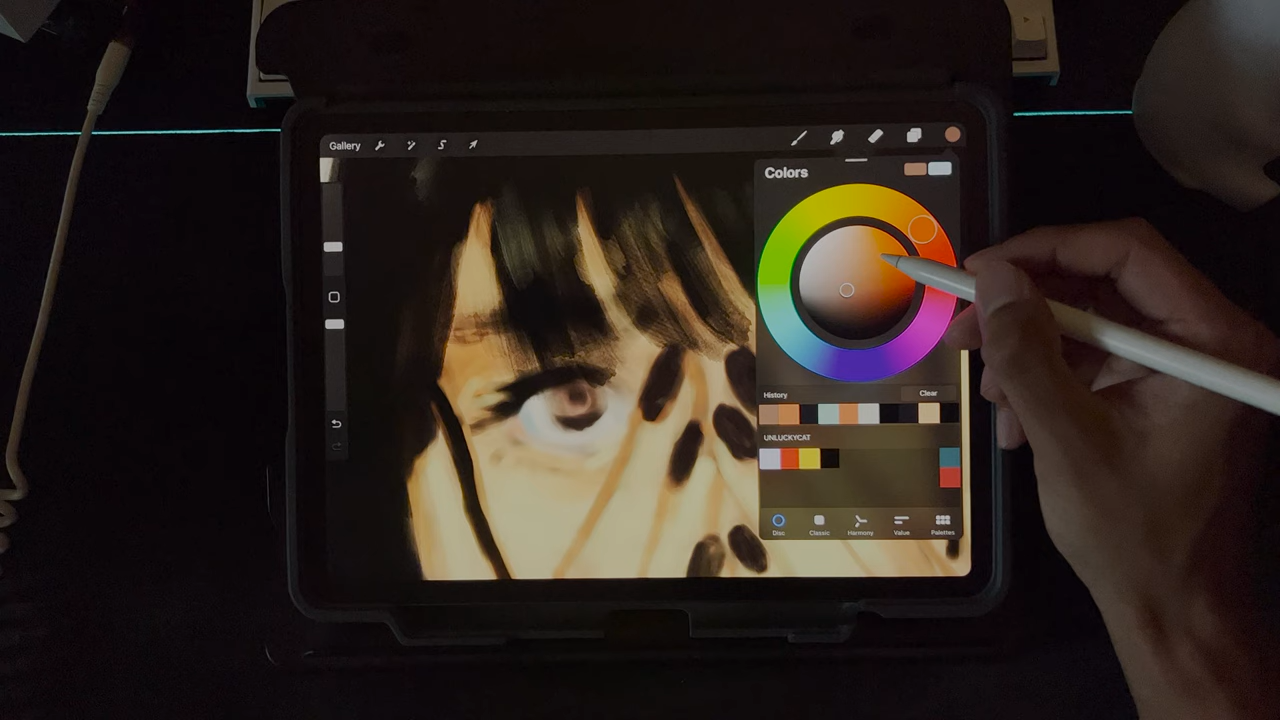 Gallery
Colors
History
Clear
UNLUCKYCAT
Disc
Classic
Harmony
Value
Palettes